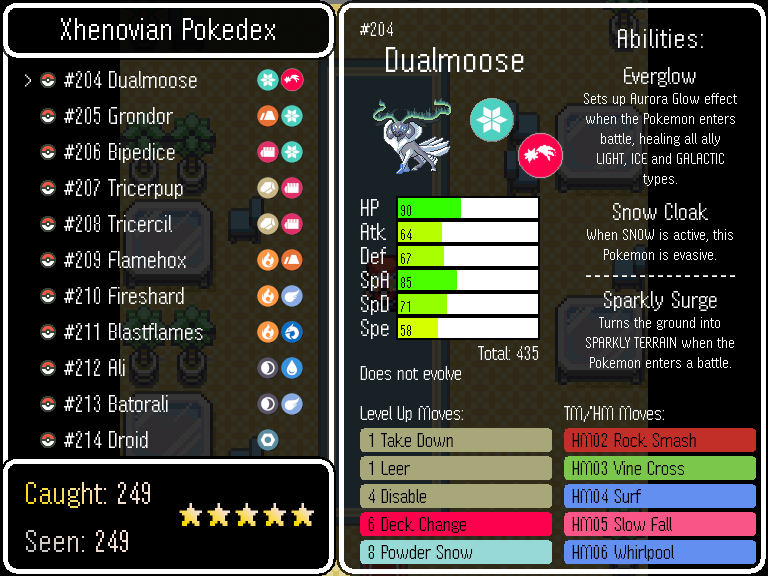 Xhenovian Pokedex
> #204 Dualmoose
#205 Grondor
#206 Bipedice
#207 Tricerpup
#208 Tricercil
#209 Flamehox
#210 Fireshard
#211 Blastflames
#212 Ali
#213 Batorali
#214 Droid
Caught: 249
Seen: 249
#204
Dualmoose
HP 90
Atk 64
Def 67
SpA 85
SpD 71
Spe 58
Total: 435
Does not evolve
Abilities:
Everglow
Sets up Aurora Glow effect
when the Pokemon enters
battle, healing all ally
LIGHT, ICE and GALACTIC
types.
Snow Cloak
When SNOW is active, this
Pokemon is evasive.
Sparkly Surge
Turns the ground into
SPARKLY TERRAIN when the
Pokemon enters a battle.
Level Up Moves:
1 Take Down
1 Leer
4 Disable
6 Deck Change
8 Powder Snow
TM/HM Moves:
HM02 Rock Smash
HM03 Vine Cross
HM04 Surf
HM05 Slow Fall
HM06 Whirlpool